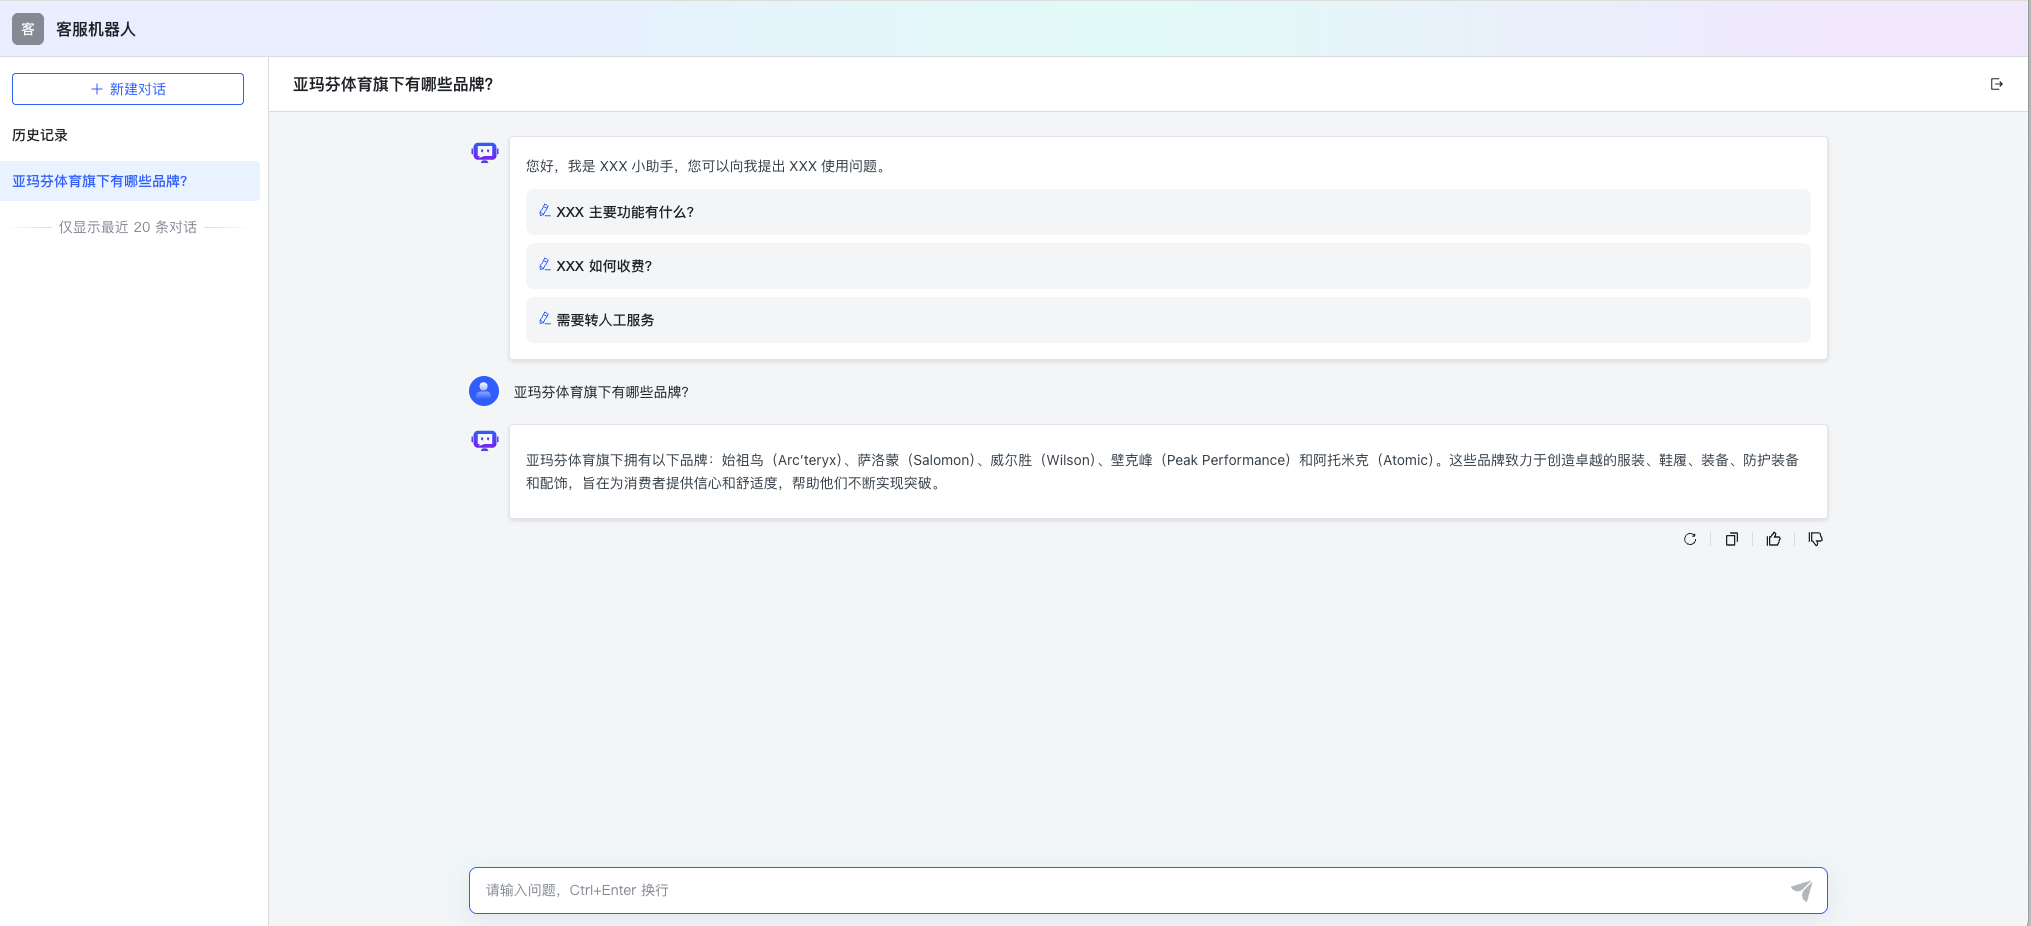 客 客服机器人
新建对话
历史记录
亚玛芬体育旗下有哪些品牌?
仅显示最近 20 条对话
亚玛芬体育旗下有哪些品牌?
您好，我是 XXX 小助手，您可以向我提出 XXX 使用问题。
XXX 主要功能有什么?
XXX 如何收费?
需要转人工服务
亚玛芬体育旗下有哪些品牌?
亚玛芬体育旗下拥有以下品牌：始祖鸟（Arc’teryx）、萨洛蒙（Salomon）、威尔胜（Wilson）、壁克峰（Peak Performance）和阿托米克（Atomic）。这些品牌致力于创造卓越的服装、鞋履、装备、防护装备
和配饰，旨在为消费者提供信心和舒适度，帮助他们不断实现突破。
请输入问题，Ctrl+Enter 换行